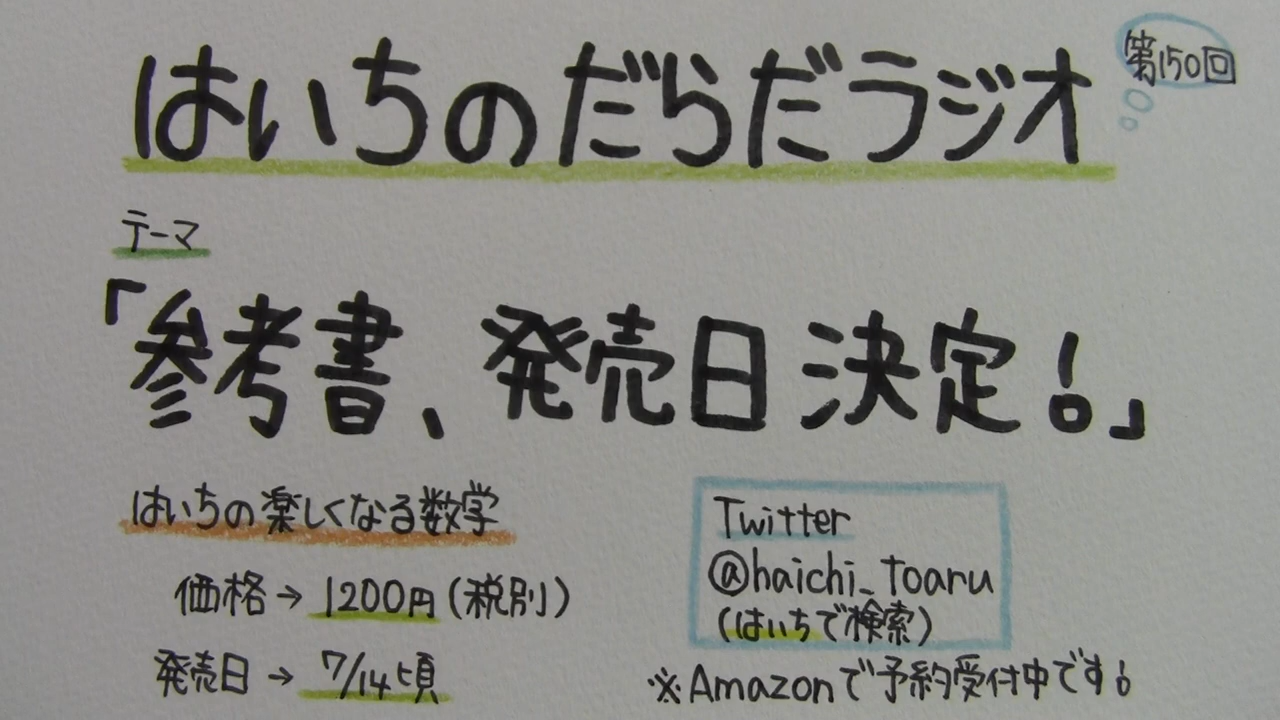 はいちのだらだラジオ
第150回
テーマ
「参考書、発売日決定!」
はいちの楽しくなる数学
価格→1200円(税別)
発売日→7/14頃
Twitter
@haichi_toaru
(はいちで検索)
※Amazonで予約受付中です!